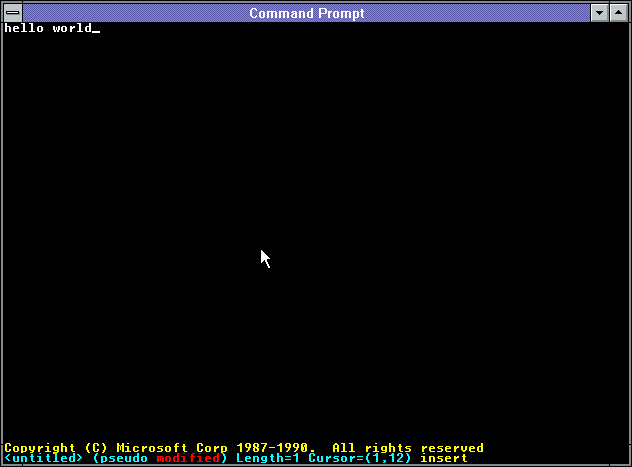 Command Prompt
hello world_
Copyright (C) Microsoft Corp 1987-1990.  All rights reserved
<untitled> (pseudo modified) Length=1 Cursor=(1,12) insert